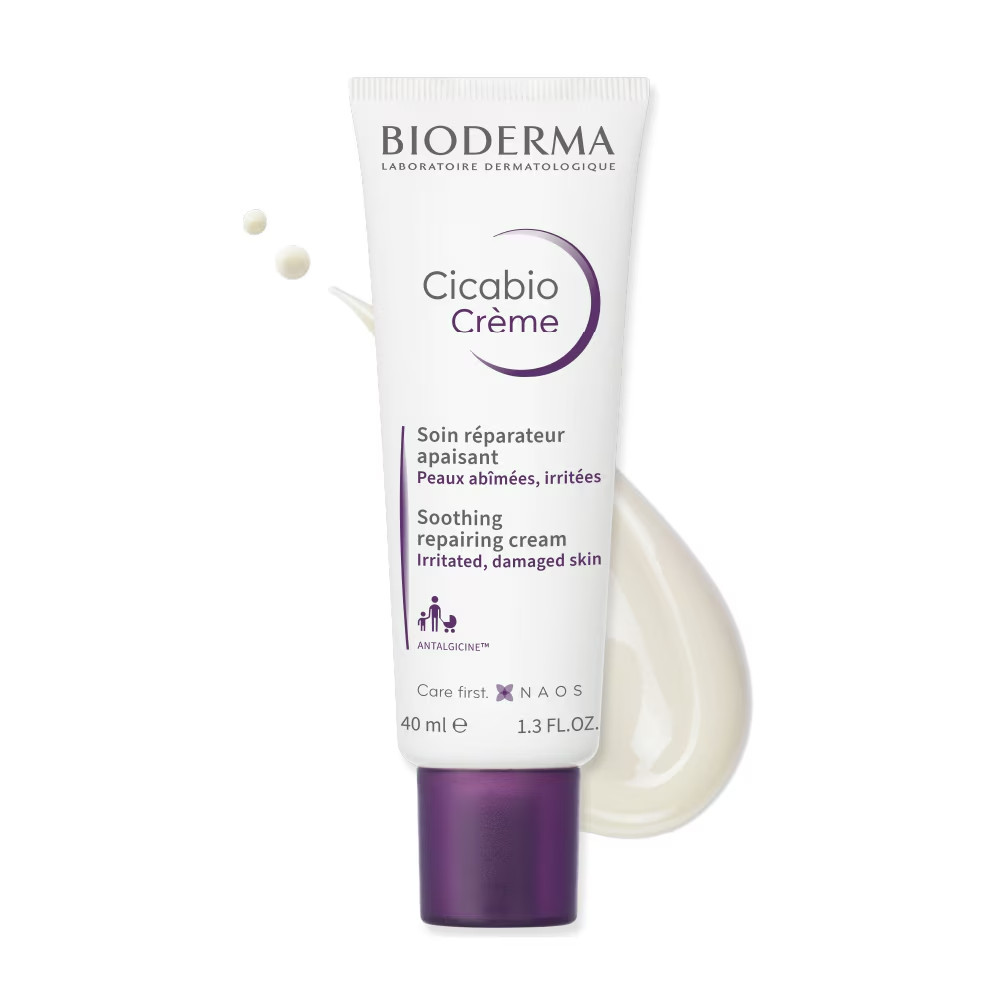 BIODERMA
LABORATOIRE DERMATOLOGIQUE
Cicabio
Crème
Soin réparateur
apaisant
Peaux abîmées, irritées
Soothing
repairing cream
Irritated, damaged skin
ANTALGICINE™
Care first. NAOS
40 ml ℮ 1.3 FL.OZ.